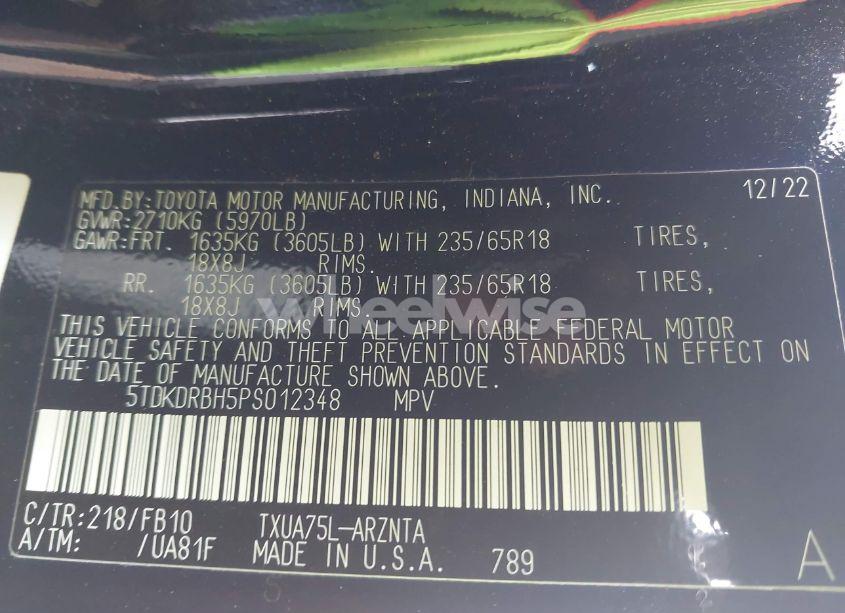 MFD.BY:TOYOTA MOTOR MANUFACTURING, INDIANA, INC. 12/22
GVWR:2710KG (5970LB)
GAWR:FRT. 1635KG (3605LB) WITH 235/65R18 TIRES,
18X8J RIMS.
RR. 1635KG (3605LB) WITH 235/65R18 TIRES,
18X8J RIMS.
wheelwise
THIS VEHICLE CONFORMS TO ALL APPLICABLE FEDERAL MOTOR
VEHICLE SAFETY AND THEFT PREVENTION STANDARDS IN EFFECT ON
THE DATE OF MANUFACTURE SHOWN ABOVE.
5TDKDRBH5PS012348 MPV
C/TR:218/FB10 TXUA75L-ARZNTA
A/TM: /UA81F MADE IN U.S.A. 789 A